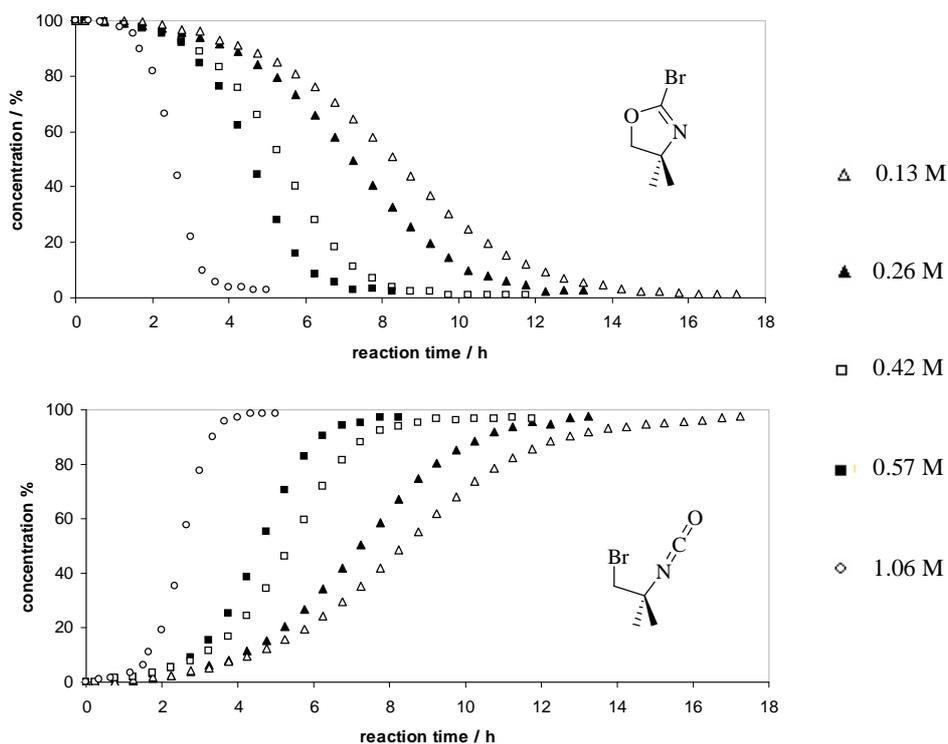 100
80
60
40
20
0
concentration / %
0 2 4 6 8 10 12 14 16 18
reaction time / h
Br
O
N
0.13 M
0.26 M
0.42 M
0.57 M
1.06 M
100
80
60
40
20
0
concentration %
0 2 4 6 8 10 12 14 16 18
reaction time / h
O
C
Br
N